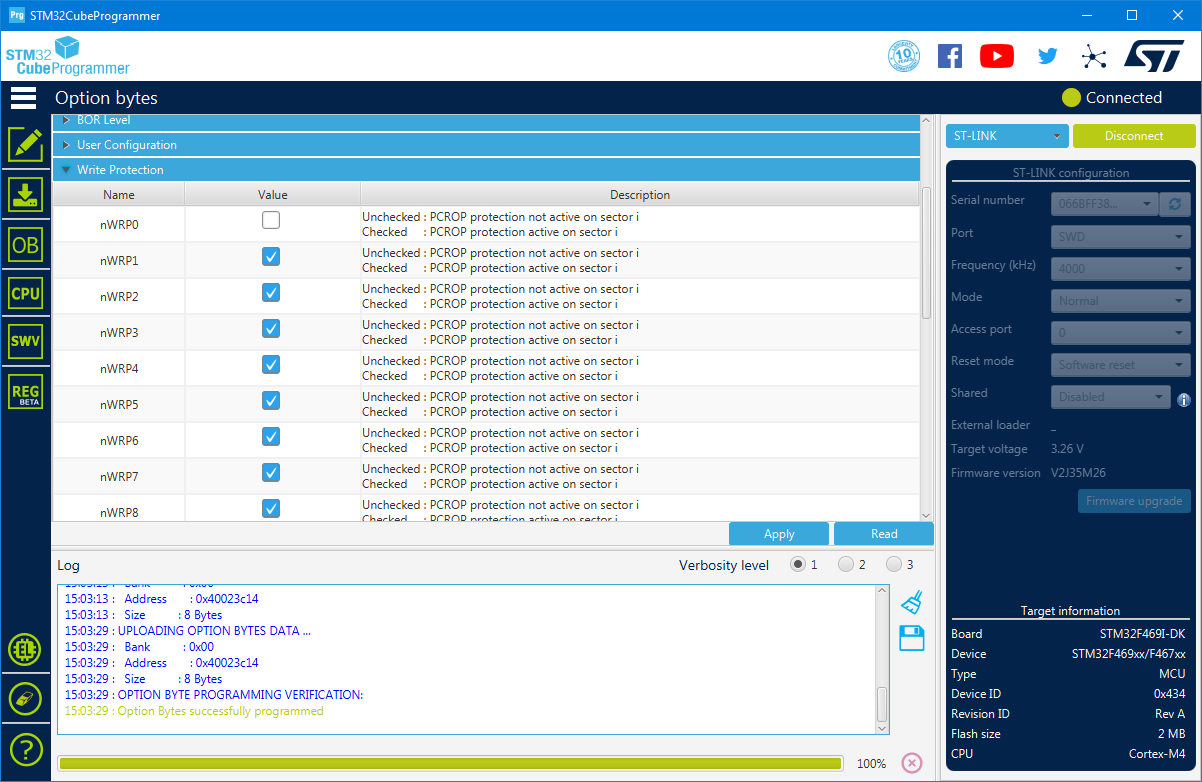 Prg STM32CubeProgrammer
STM32
CubeProgrammer
10 YEARS
ST
Option bytes
Connected
BOR Level
User Configuration
Write Protection
Name Value Description
nWRP0 Unchecked : PCROP protection not active on sector i
Checked : PCROP protection active on sector i
nWRP1 Unchecked : PCROP protection not active on sector i
Checked : PCROP protection active on sector i
nWRP2 Unchecked : PCROP protection not active on sector i
Checked : PCROP protection active on sector i
nWRP3 Unchecked : PCROP protection not active on sector i
Checked : PCROP protection active on sector i
nWRP4 Unchecked : PCROP protection not active on sector i
Checked : PCROP protection active on sector i
nWRP5 Unchecked : PCROP protection not active on sector i
Checked : PCROP protection active on sector i
nWRP6 Unchecked : PCROP protection not active on sector i
Checked : PCROP protection active on sector i
nWRP7 Unchecked : PCROP protection not active on sector i
Checked : PCROP protection active on sector i
nWRP8 Unchecked : PCROP protection not active on sector i
Checked : PCROP protection active on sector i
Apply Read
OB
CPU
SWV
REG
BETA
Log
Verbosity level 1 2 3
15:03:13 : Bank : 0x00
15:03:13 : Address : 0x40023c14
15:03:13 : Size : 8 Bytes
15:03:29 : UPLOADING OPTION BYTES DATA ...
15:03:29 : Bank : 0x00
15:03:29 : Address : 0x40023c14
15:03:29 : Size : 8 Bytes
15:03:29 : OPTION BYTE PROGRAMMING VERIFICATION:
15:03:29 : Option Bytes successfully programmed
100%
ST-LINK Disconnect
ST-LINK configuration
Serial number 066BFF38...
Port SWD
Frequency (kHz) 4000
Mode Normal
Access port 0
Reset mode Software reset
Shared Disabled
External loader _
Target voltage 3.26 V
Firmware version V2J35M26
Firmware upgrade
Target information
Board STM32F469I-DK
Device STM32F469xx/F467xx
Type MCU
Device ID 0x434
Revision ID Rev A
Flash size 2 MB
CPU Cortex-M4